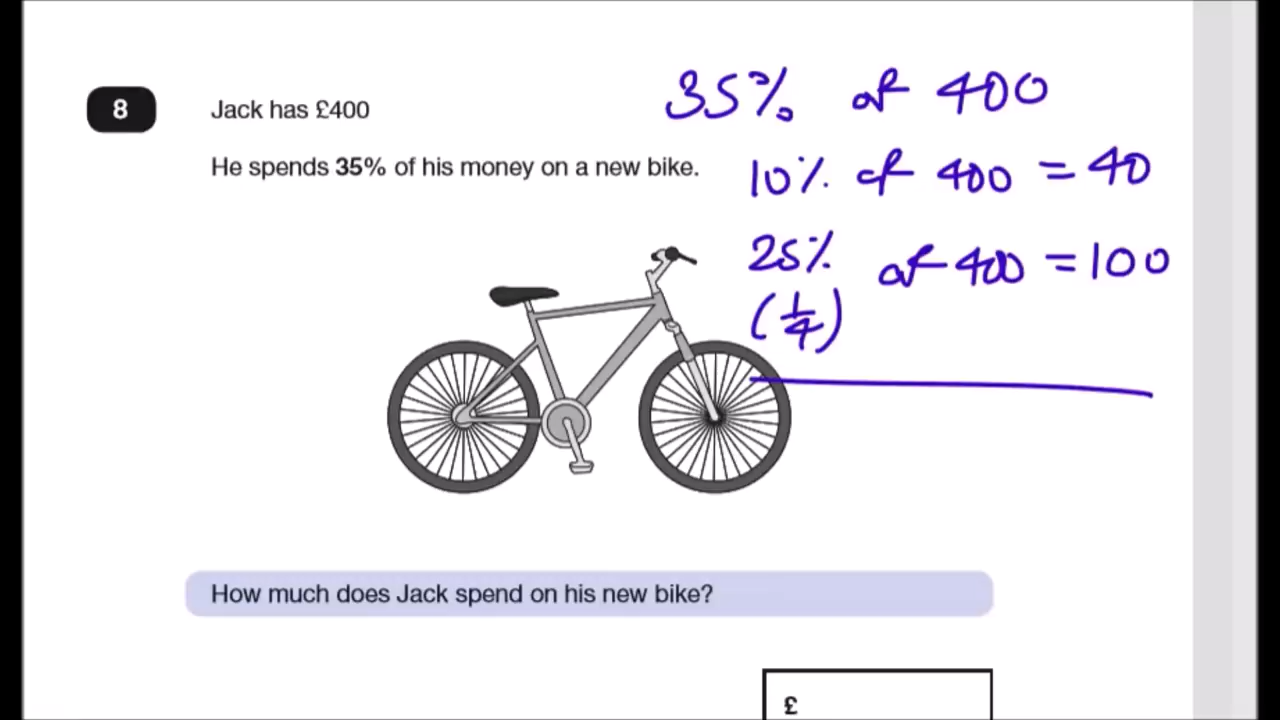 8
Jack has £400
He spends 35% of his money on a new bike.
35% of 400
10% of 400 = 40
25% of 400 = 100
(1/4)
How much does Jack spend on his new bike?
£